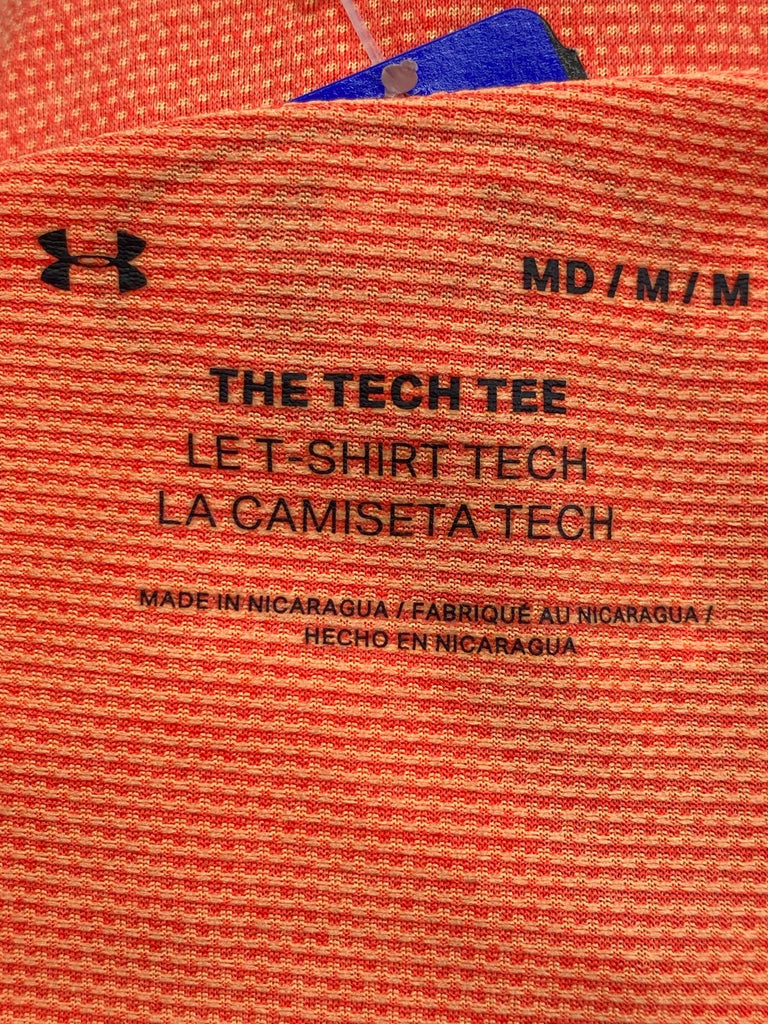 MD / M / M
THE TECH TEE
LE T-SHIRT TECH
LA CAMISETA TECH
MADE IN NICARAGUA / FABRIQUÉ AU NICARAGUA /
HECHO EN NICARAGUA